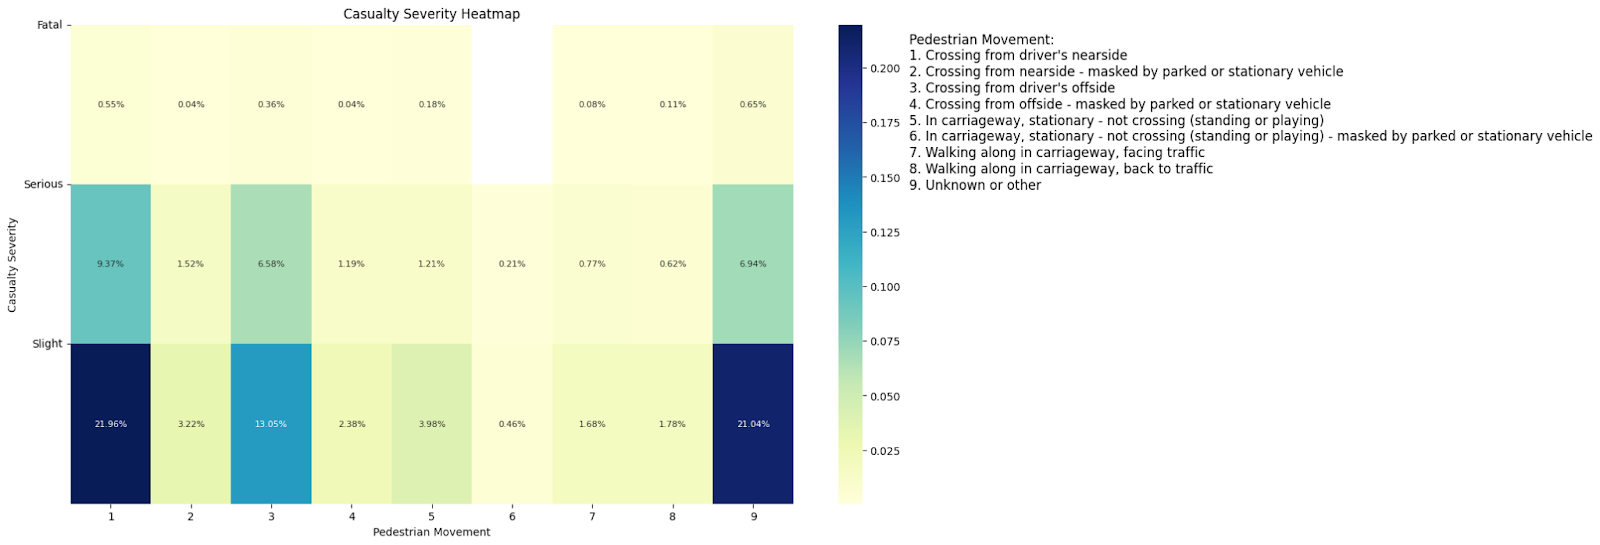 Casualty Severity Heatmap
Fatal
0.55% 0.04% 0.36% 0.04% 0.18% 0.08% 0.11% 0.65%
Serious
9.37% 1.52% 6.58% 1.19% 1.21% 0.21% 0.77% 0.62% 6.94%
Slight
21.96% 3.22% 13.05% 2.38% 3.98% 0.46% 1.68% 1.78% 21.04%
1 2 3 4 5 6 7 8 9
Pedestrian Movement
Casualty Severity
0.200
0.175
0.150
0.125
0.100
0.075
0.050
0.025
Pedestrian Movement:
1. Crossing from driver's nearside
2. Crossing from nearside - masked by parked or stationary vehicle
3. Crossing from driver's offside
4. Crossing from offside - masked by parked or stationary vehicle
5. In carriageway, stationary - not crossing (standing or playing)
6. In carriageway, stationary - not crossing (standing or playing) - masked by parked or stationary vehicle
7. Walking along in carriageway, facing traffic
8. Walking along in carriageway, back to traffic
9. Unknown or other